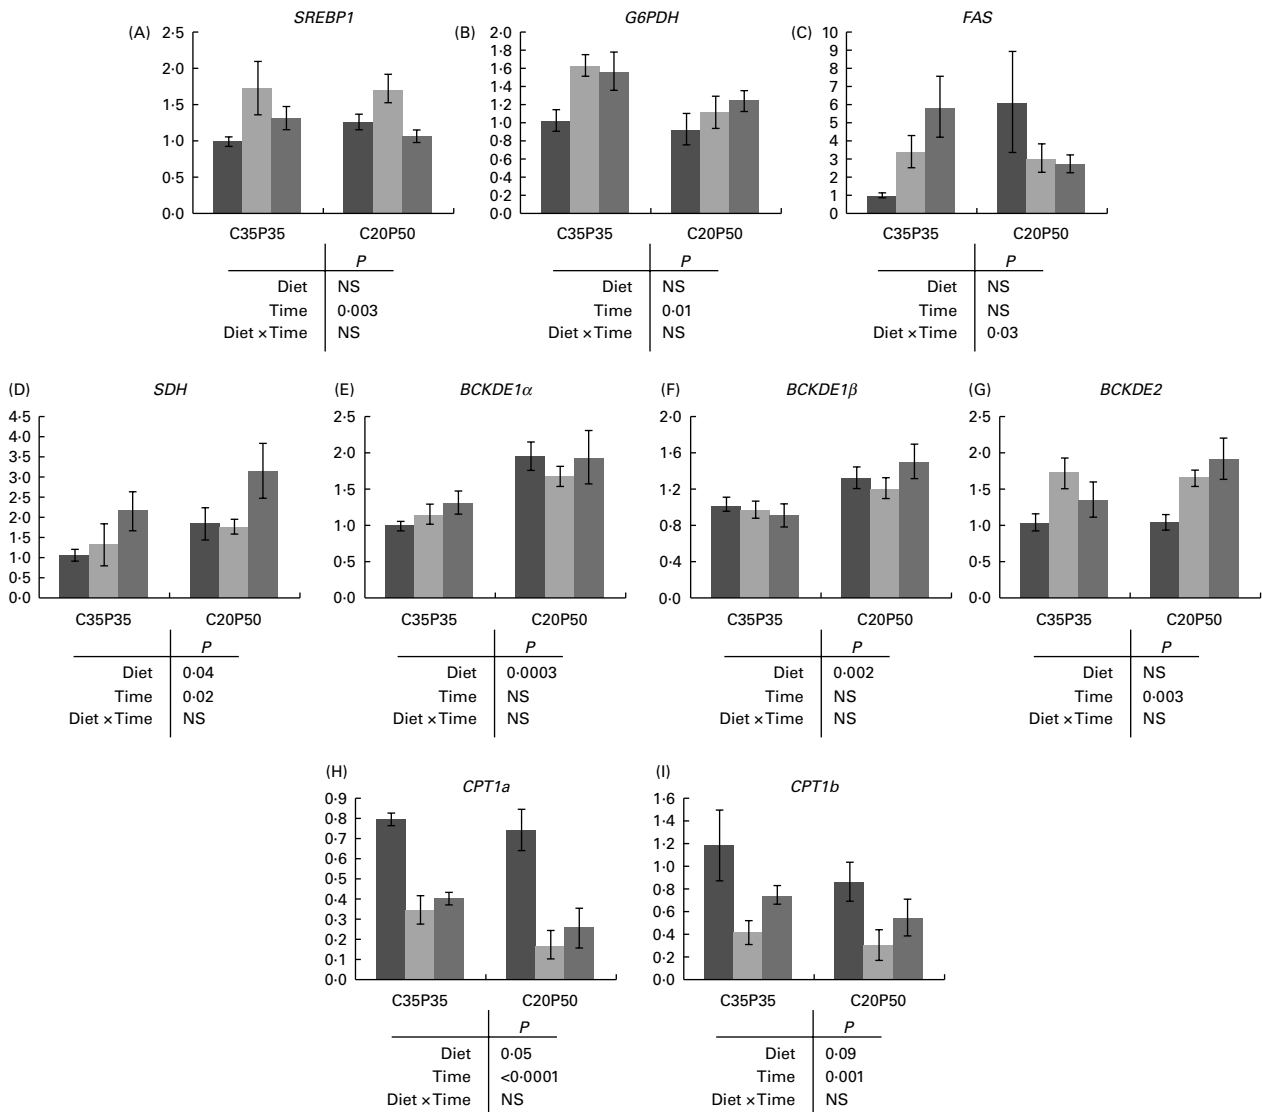 (A) SREBP1
2·5
2·0
1·5
1·0
0·5
0·0
C35P35 C20P50
P
Diet NS
Time 0·003
Diet × Time NS
(B) G6PDH
2·0
1·8
1·6
1·4
1·2
1·0
0·8
0·6
0·4
0·2
0·0
C35P35 C20P50
P
Diet NS
Time 0·01
Diet × Time NS
(C) FAS
10
9
8
7
6
5
4
3
2
1
0
C35P35 C20P50
P
Diet NS
Time NS
Diet × Time 0·03
(D) SDH
4·5
4·0
3·5
3·0
2·5
2·0
1·5
1·0
0·5
0·0
C35P35 C20P50
P
Diet 0·04
Time 0·02
Diet × Time NS
(E) BCKDE1α
2·5
2·0
1·5
1·0
0·5
0·0
C35P35 C20P50
P
Diet 0·0003
Time NS
Diet × Time NS
(F) BCKDE1β
2·0
1·6
1·2
0·8
0·4
0·0
C35P35 C20P50
P
Diet 0·002
Time NS
Diet × Time NS
(G) BCKDE2
2·5
2·0
1·5
1·0
0·5
0·0
C35P35 C20P50
P
Diet NS
Time 0·003
Diet × Time NS
(H) CPT1a
0·9
0·8
0·7
0·6
0·5
0·4
0·3
0·2
0·1
0·0
C35P35 C20P50
P
Diet 0·05
Time <0·0001
Diet × Time NS
(I) CPT1b
1·6
1·4
1·2
1·0
0·8
0·6
0·4
0·2
0·0
C35P35 C20P50
P
Diet 0·09
Time 0·001
Diet × Time NS